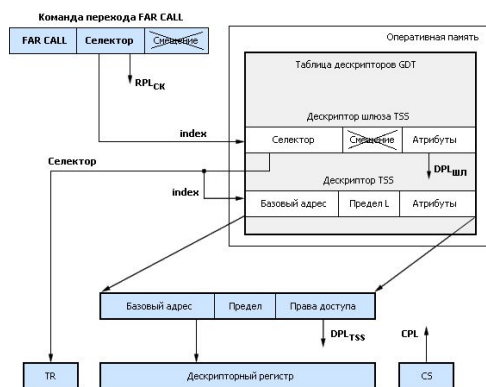 Команда перехода FAR CALL
FAR CALL Селектор Смещение
Оперативная память
Таблица дескрипторов GDT
RPLСК
Дескриптор шлюза TSS
index
Селектор Смещение Атрибуты
Селектор
DPLШЛ
Дескриптор TSS
index
Базовый адрес Предел L Атрибуты
Базовый адрес Предел Права доступа
DPLTSS
CPL
TR Дескрипторный регистр CS